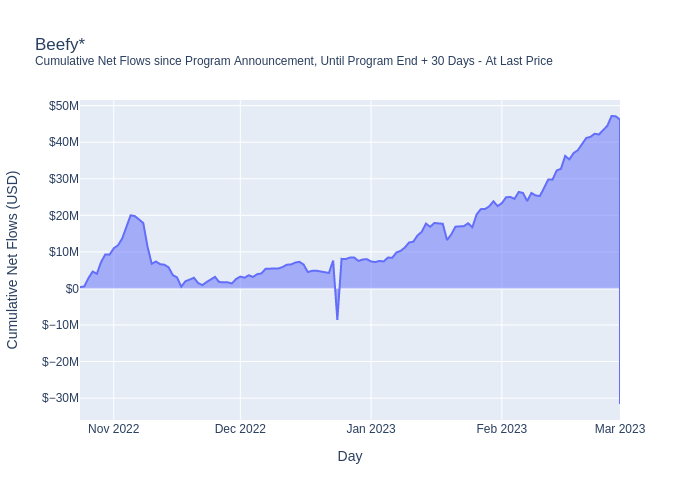 Beefy*
Cumulative Net Flows since Program Announcement, Until Program End + 30 Days - At Last Price
Cumulative Net Flows (USD)
$50M
$40M
$30M
$20M
$10M
$0
$−10M
$−20M
$−30M
Nov 2022 Dec 2022 Jan 2023 Feb 2023 Mar 2023
Day